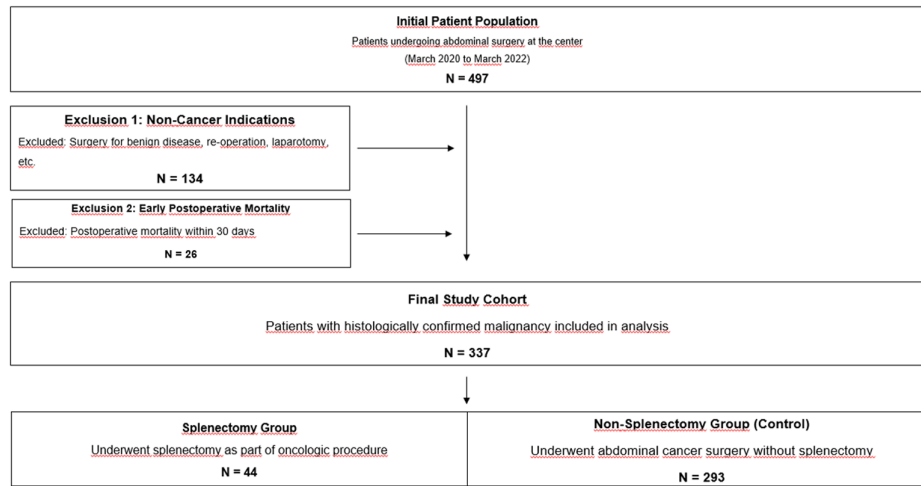 Initial Patient Population
Patients undergoing abdominal surgery at the center
(March 2020 to March 2022)
N = 497
Exclusion 1: Non-Cancer Indications
Excluded: Surgery for benign disease, re-operation, laparotomy,
etc.
N = 134
Exclusion 2: Early Postoperative Mortality
Excluded: Postoperative mortality within 30 days
N = 26
Final Study Cohort
Patients with histologically confirmed malignancy included in analysis
N = 337
Splenectomy Group
Underwent splenectomy as part of oncologic procedure
N = 44
Non-Splenectomy Group (Control)
Underwent abdominal cancer surgery without splenectomy
N = 293